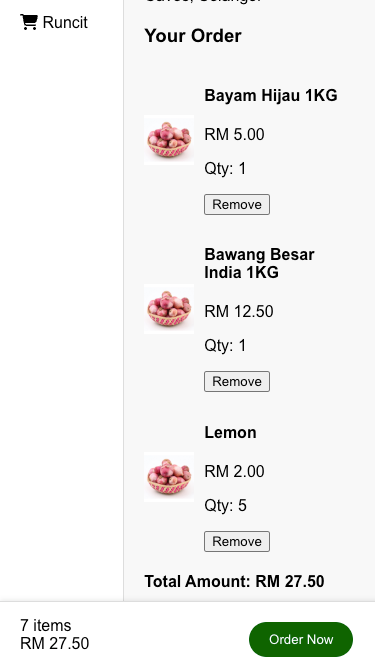 Runcit
Your Order
Bayam Hijau 1KG
RM 5.00
Qty: 1
Remove
Bawang Besar
India 1KG
RM 12.50
Qty: 1
Remove
Lemon
RM 2.00
Qty: 5
Remove
Total Amount: RM 27.50
7 items
RM 27.50
Order Now